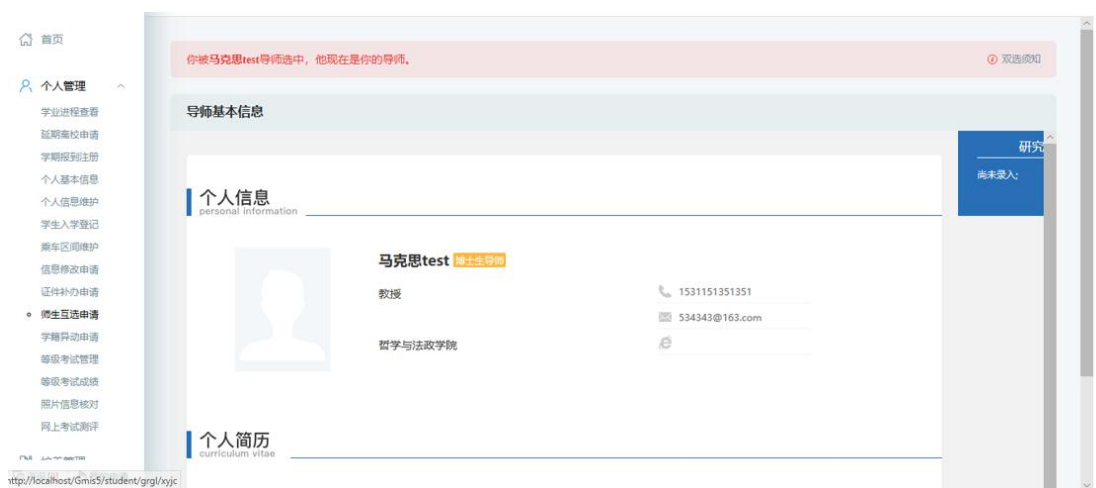 首页
个人管理
学业进程查看
延期离校申请
学期报到注册
个人基本信息
个人信息维护
学生入学登记
乘车区间维护
信息修改申请
证件补办申请
师生互选申请
学籍异动申请
等级考试管理
等级考试成绩
照片信息核对
网上考试测评
http://localhost/Gmis5/student/grgl/xyjc
你被马克思test导师选中，他现在是你的导师。
双选须知
导师基本信息
个人信息
personal information
马克思test 博士生导师
教授
1531151351351
534343@163.com
哲学与法政学院
个人简历
curriculum vitae
研究
尚未录入;